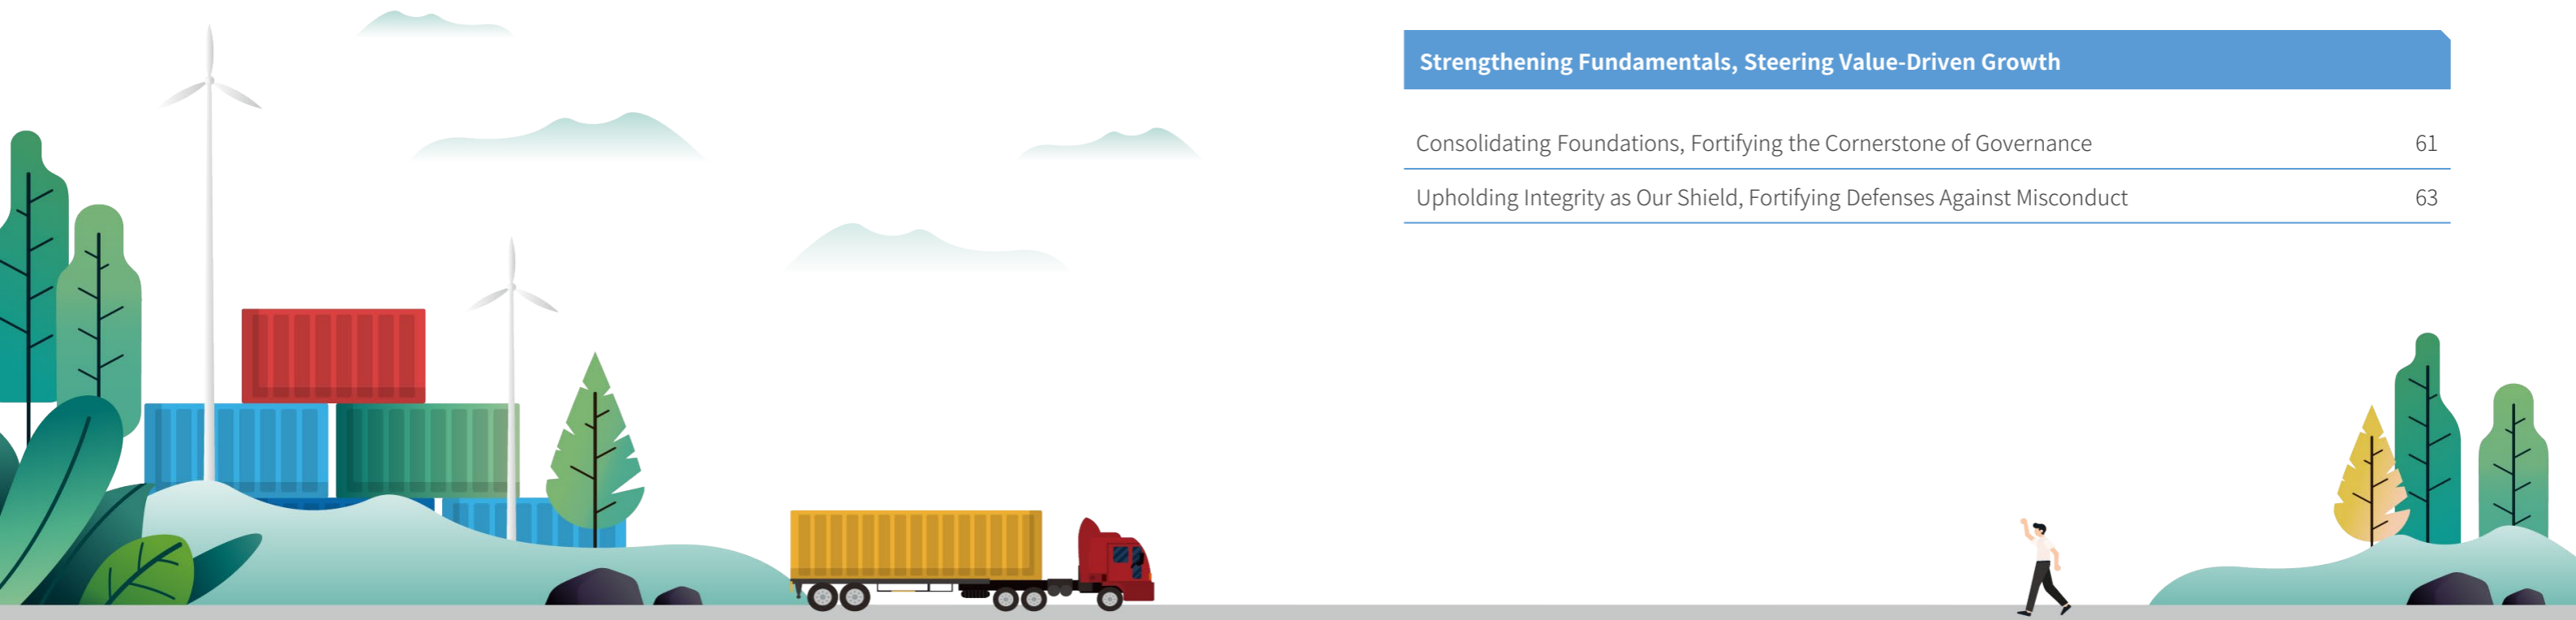 Strengthening Fundamentals, Steering Value-Driven Growth
Consolidating Foundations, Fortifying the Cornerstone of Governance 61
Upholding Integrity as Our Shield, Fortifying Defenses Against Misconduct 63